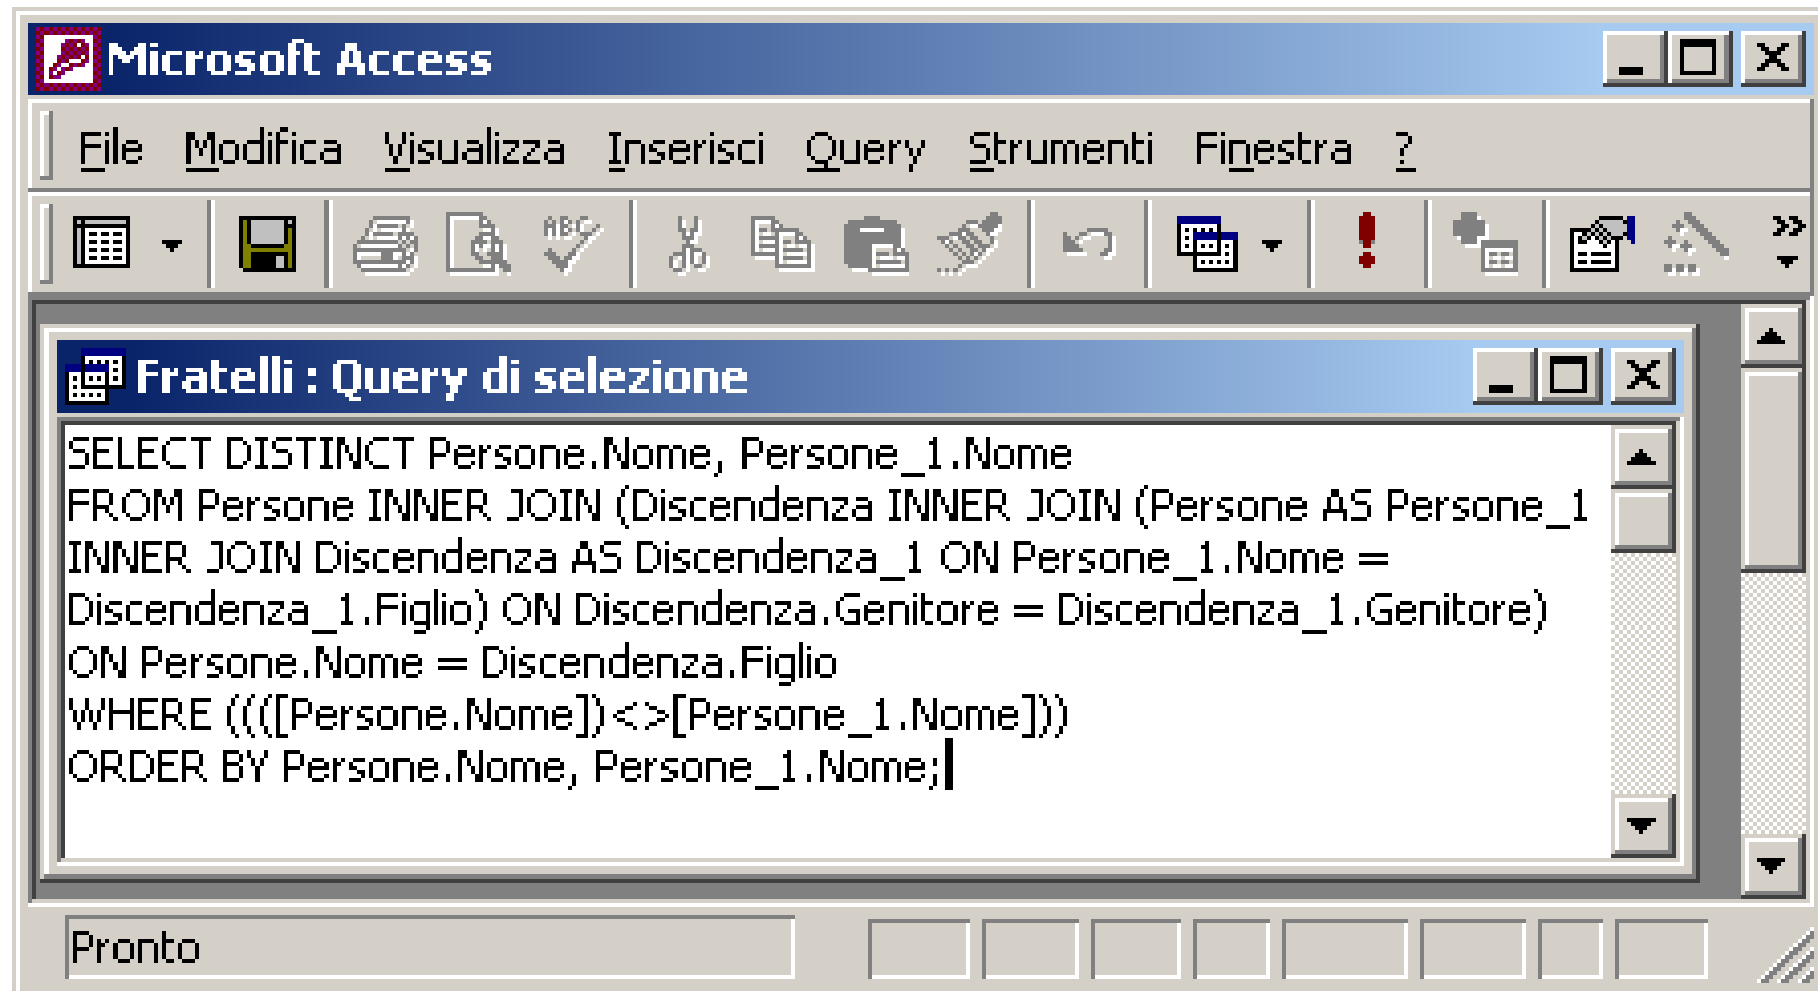 Microsoft Access
File Modifica Visualizza Inserisci Query Strumenti Finestra ?
ABC
Fratelli : Query di selezione
SELECT DISTINCT Persone.Nome, Persone_1.Nome
FROM Persone INNER JOIN (Discendenza INNER JOIN (Persone AS Persone_1
INNER JOIN Discendenza AS Discendenza_1 ON Persone_1.Nome =
Discendenza_1.Figlio) ON Discendenza.Genitore = Discendenza_1.Genitore)
ON Persone.Nome = Discendenza.Figlio
WHERE ((([Persone.Nome])<>[Persone_1.Nome]))
ORDER BY Persone.Nome, Persone_1.Nome;
Pronto